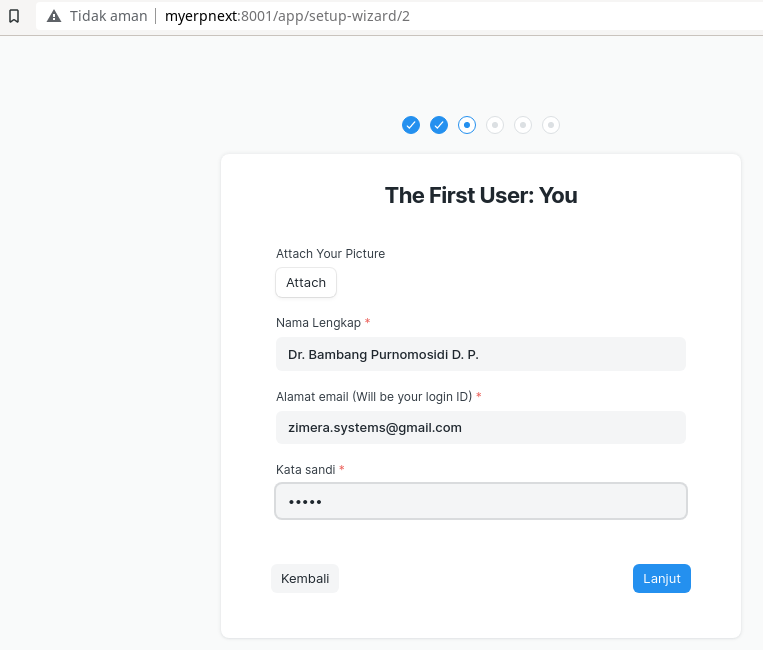 Tidak aman | myerpnext:8001/app/setup-wizard/2
The First User: You
Attach Your Picture
Attach
Nama Lengkap *
Dr. Bambang Purnomosidi D. P.
Alamat email (Will be your login ID) *
zimera.systems@gmail.com
Kata sandi *
•••••
Kembali
Lanjut